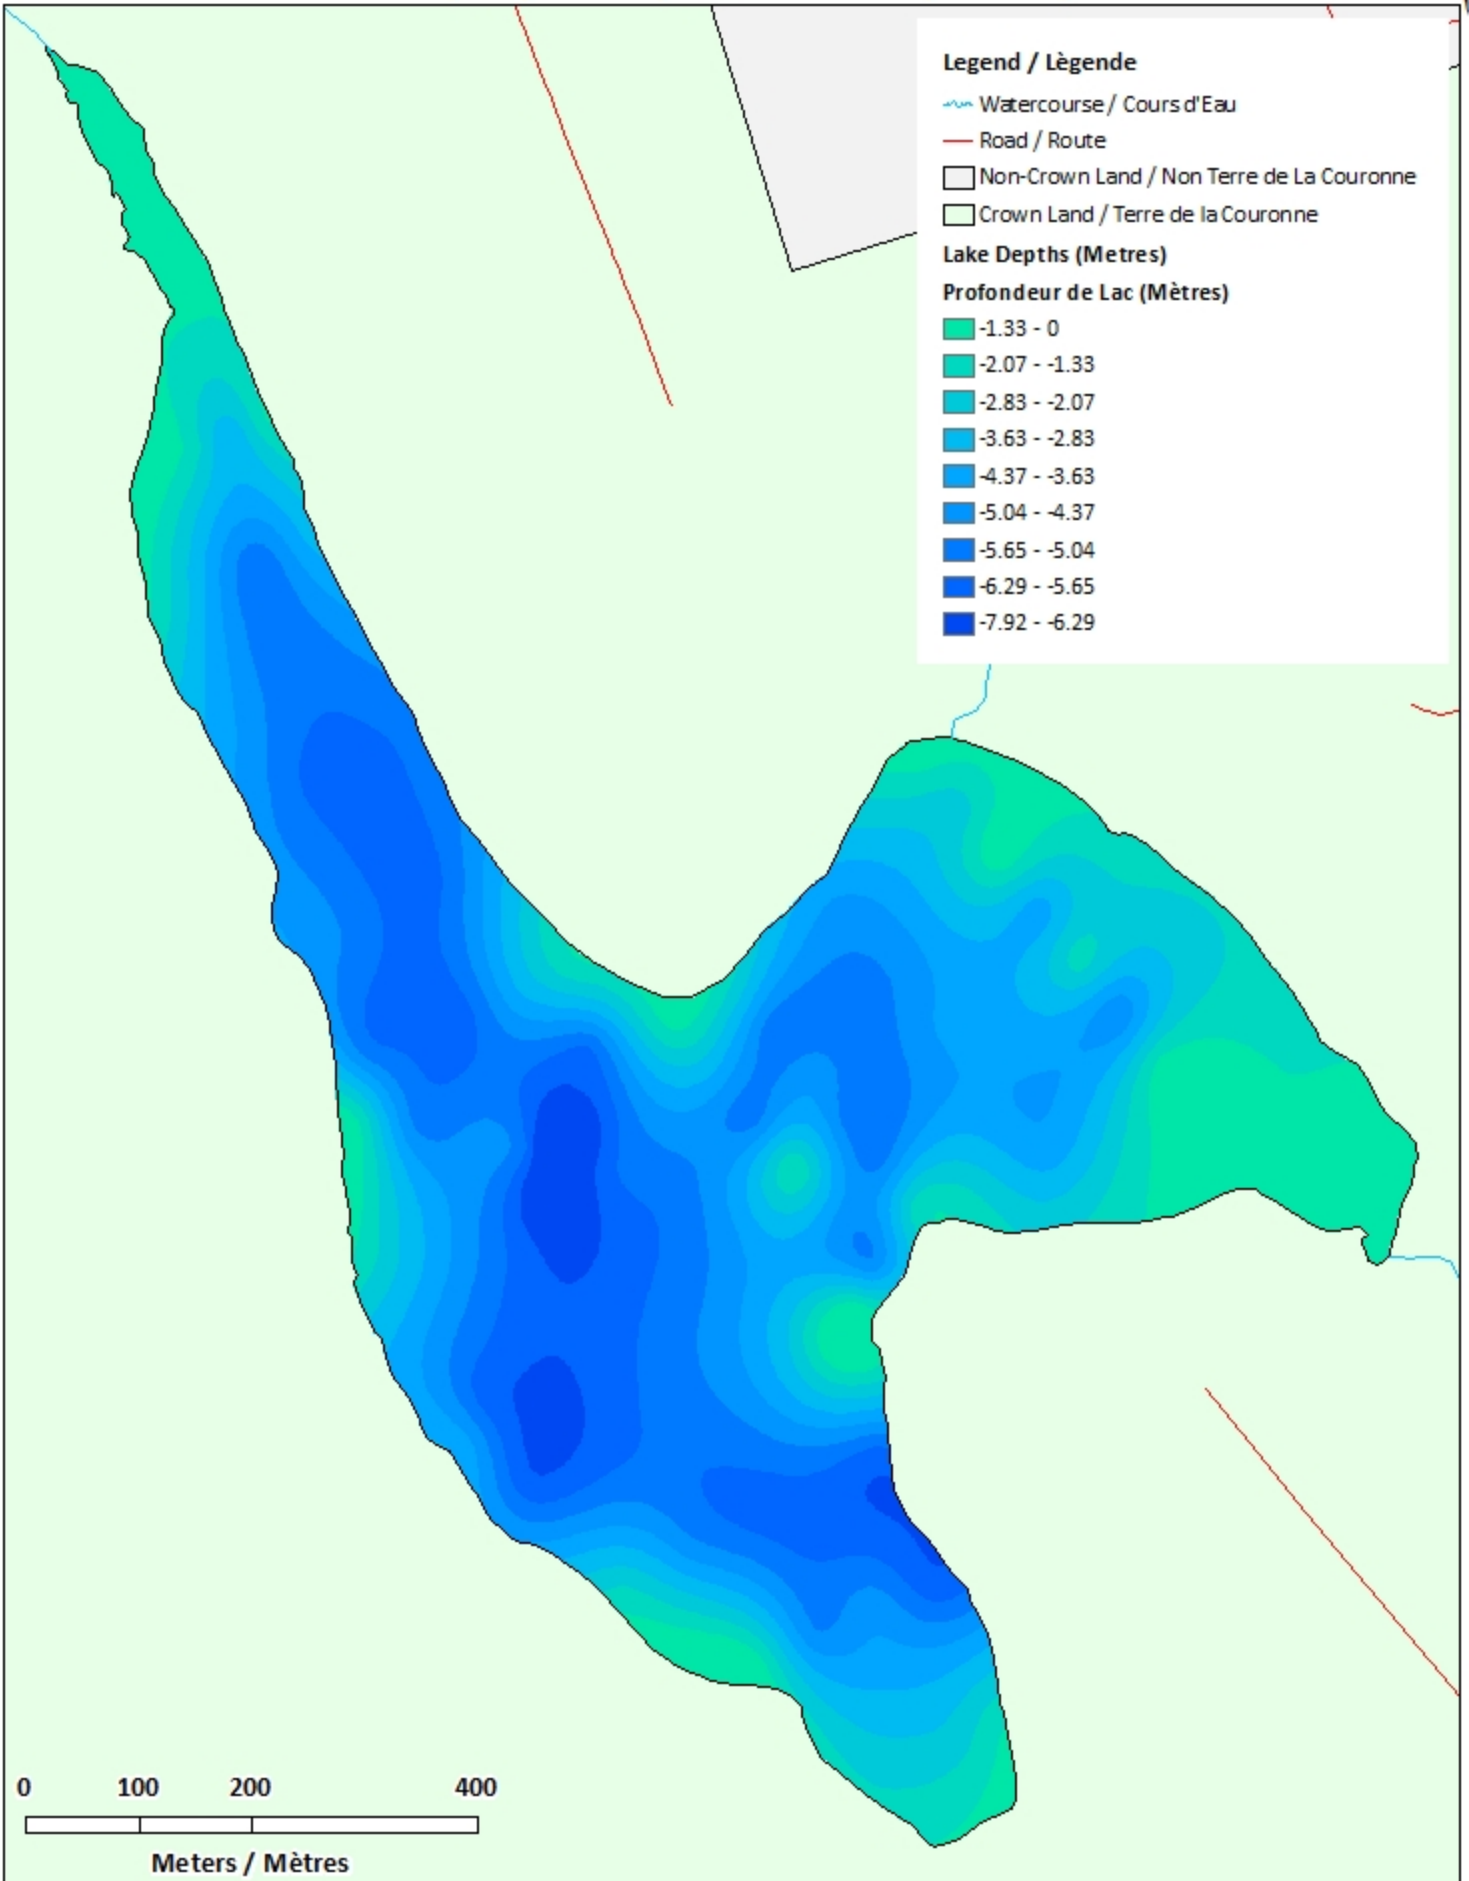 Legend / Lègende
Watercourse / Cours d'Eau
Road / Route
Non-Crown Land / Non Terre de La Couronne
Crown Land / Terre de la Couronne
Lake Depths (Metres)
Profondeur de Lac (Mètres)
-1.33 - 0
-2.07 - -1.33
-2.83 - -2.07
-3.63 - -2.83
-4.37 - -3.63
-5.04 - -4.37
-5.65 - -5.04
-6.29 - -5.65
-7.92 - -6.29
0 100 200 400
Meters / Mètres